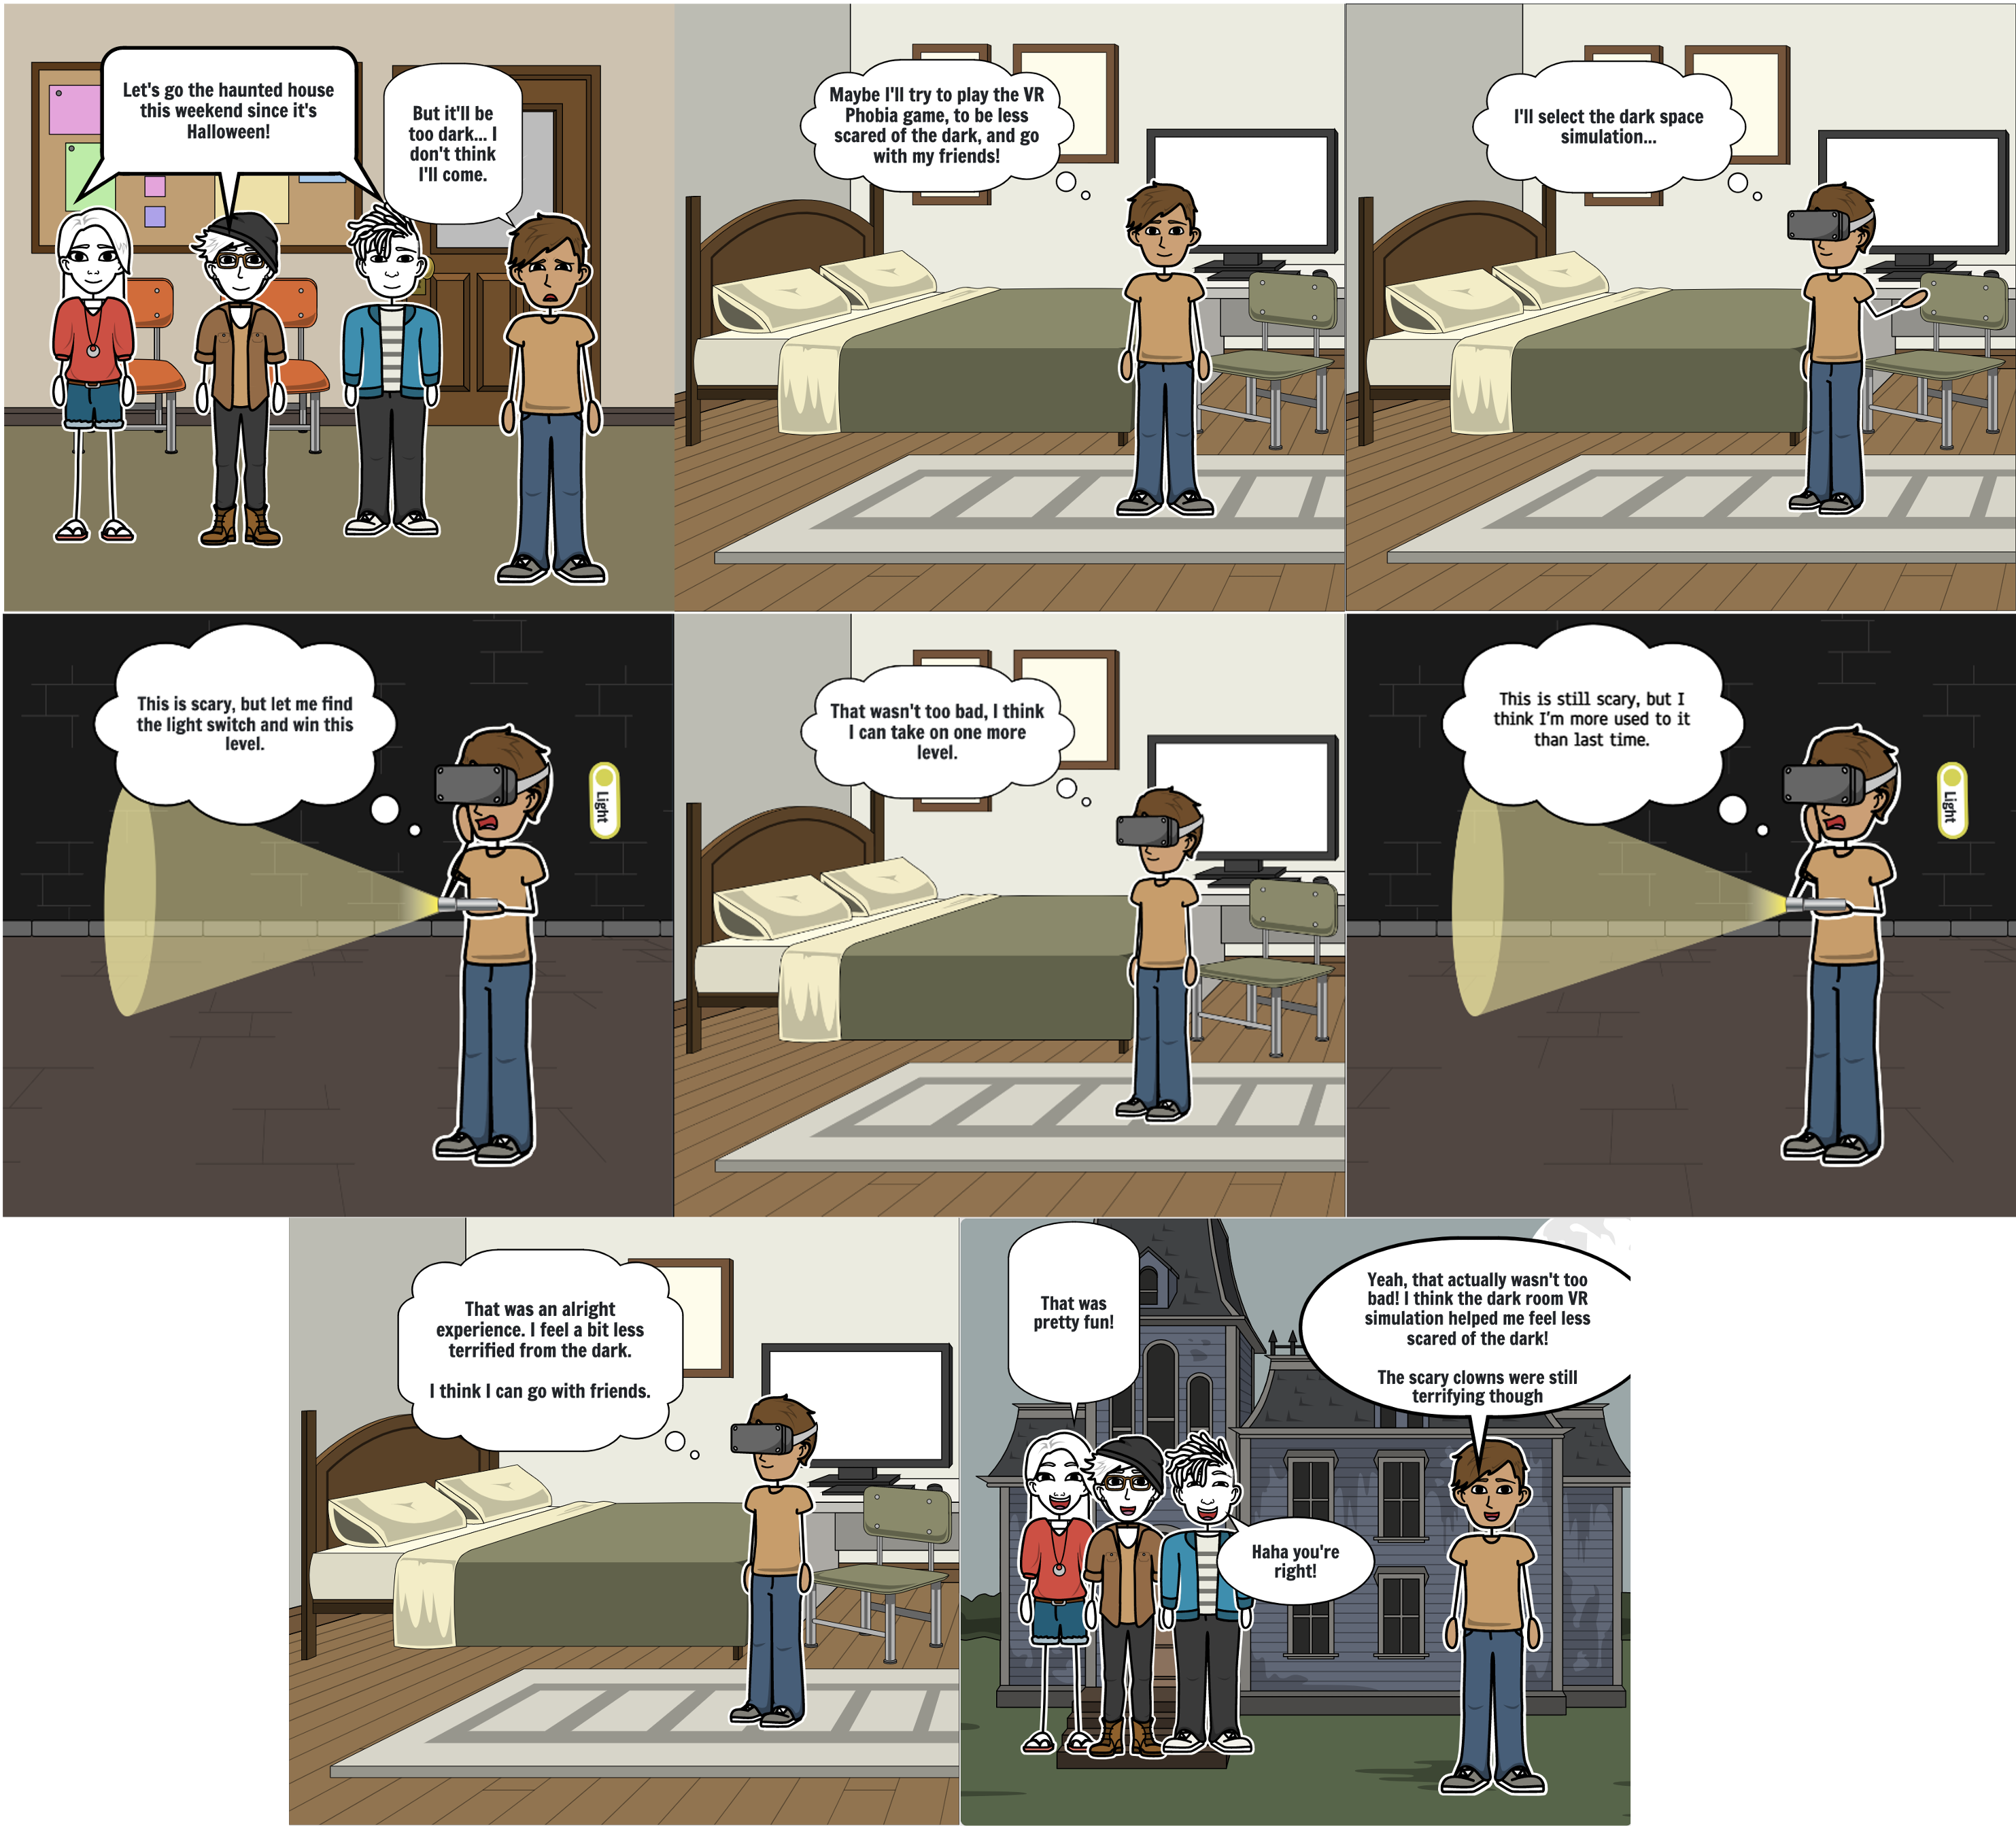 Let's go the haunted house
this weekend since it's
Halloween!
But it'll be
too dark... I
don't think
I'll come.
Maybe I'll try to play the VR
Phobia game, to be less
scared of the dark, and go
with my friends!
I'll select the dark space
simulation...
This is scary, but let me find
the light switch and win this
level.
Light
That wasn't too bad, I think
I can take on one more
level.
This is still scary, but I
think I'm more used to it
than last time.
Light
That was an alright
experience. I feel a bit less
terrified from the dark.
I think I can go with friends.
That was
pretty fun!
Yeah, that actually wasn't too
bad! I think the dark room VR
simulation helped me feel less
scared of the dark!
The scary clowns were still
terrifying though
Haha you're
right!